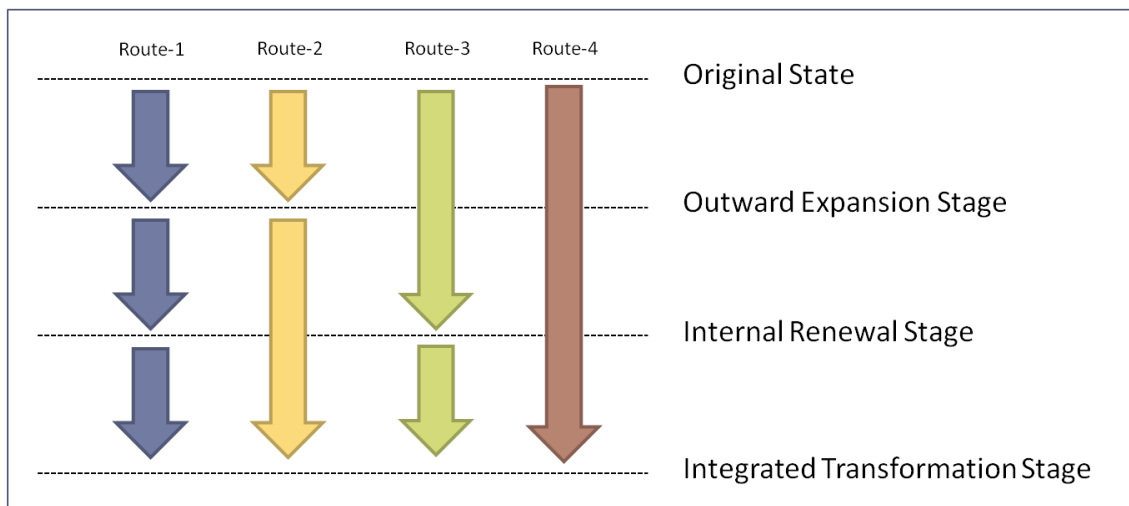 Route-1
Route-2
Route-3
Route-4
Original State
Outward Expansion Stage
Internal Renewal Stage
Integrated Transformation Stage